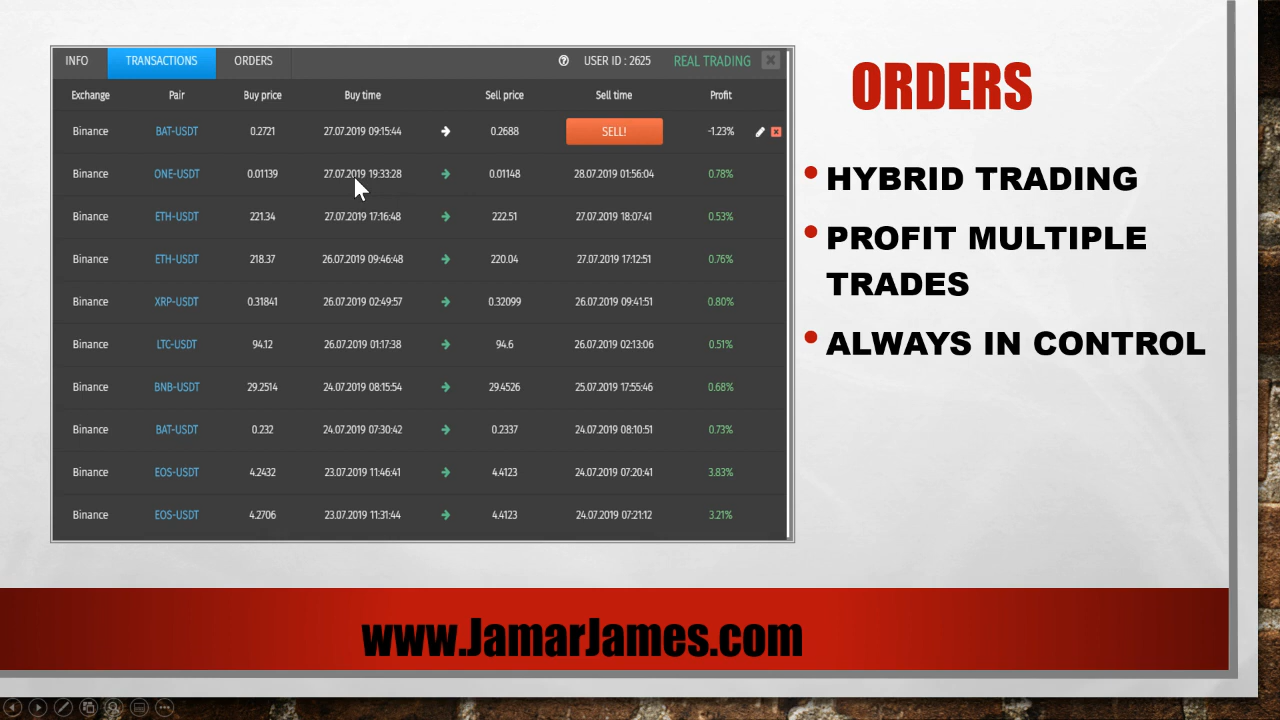 INFO TRANSACTIONS ORDERS USER ID : 2625 REAL TRADING
Exchange Pair Buy price Buy time Sell price Sell time Profit
Binance BAT-USDT 0.2721 27.07.2019 09:15:44 0.2688 SELL! -1.23%
Binance ONE-USDT 0.01139 27.07.2019 19:33:28 0.01148 28.07.2019 01:56:04 0.78%
Binance ETH-USDT 221.34 27.07.2019 17:16:48 222.51 27.07.2019 18:07:41 0.53%
Binance ETH-USDT 218.37 26.07.2019 09:46:48 220.04 27.07.2019 17:12:51 0.76%
Binance XRP-USDT 0.31841 26.07.2019 02:49:57 0.32099 26.07.2019 09:41:51 0.80%
Binance LTC-USDT 94.12 26.07.2019 01:17:38 94.6 26.07.2019 02:13:06 0.51%
Binance BNB-USDT 29.2514 24.07.2019 08:15:54 29.4526 25.07.2019 17:55:46 0.68%
Binance BAT-USDT 0.232 24.07.2019 07:30:42 0.2337 24.07.2019 08:10:51 0.73%
Binance EOS-USDT 4.2432 23.07.2019 11:46:41 4.4123 24.07.2019 07:20:41 3.83%
Binance EOS-USDT 4.2706 23.07.2019 11:31:44 4.4123 24.07.2019 07:21:12 3.21%
ORDERS
• HYBRID TRADING
• PROFIT MULTIPLE
TRADES
• ALWAYS IN CONTROL
www.JamarJames.com